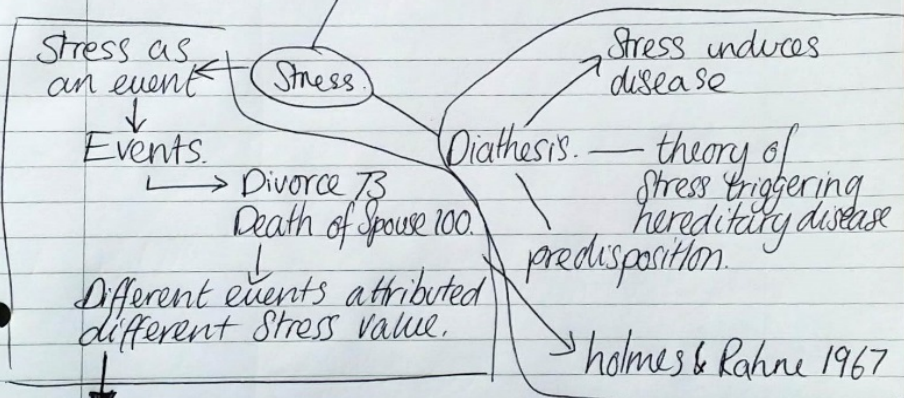 Stress as
an event
Stress.
Events.
Divorce 73
Death of Spouse 100.
Different events attributed
different Stress value.
Stress induces
disease
Diathesis. — theory of
Stress triggering
hereditary disease
predisposition.
holmes & Rahne 1967